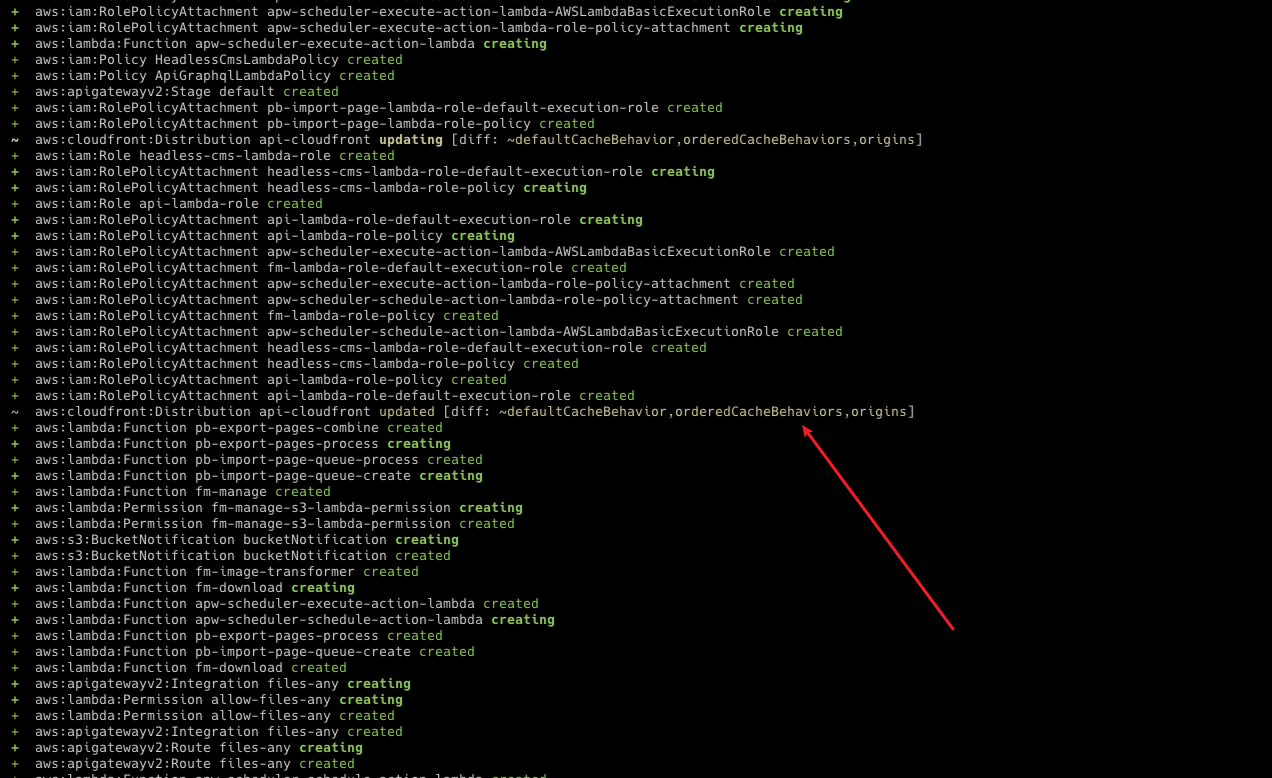 + aws:iam:RolePolicyAttachment apw-scheduler-execute-action-lambda-AWSLambdaBasicExecutionRole creating
+ aws:iam:RolePolicyAttachment apw-scheduler-execute-action-lambda-role-policy-attachment creating
+ aws:lambda:Function apw-scheduler-execute-action-lambda creating
+ aws:iam:Policy HeadlessCmsLambdaPolicy created
+ aws:iam:Policy ApiGraphqlLambdaPolicy created
+ aws:apigatewayv2:Stage default created
+ aws:iam:RolePolicyAttachment pb-import-page-lambda-role-default-execution-role created
+ aws:iam:RolePolicyAttachment pb-import-page-lambda-role-policy created
~ aws:cloudfront:Distribution api-cloudfront updating [diff: ~defaultCacheBehavior,orderedCacheBehaviors,origins]
+ aws:iam:Role headless-cms-lambda-role created
+ aws:iam:RolePolicyAttachment headless-cms-lambda-role-default-execution-role creating
+ aws:iam:RolePolicyAttachment headless-cms-lambda-role-policy creating
+ aws:iam:Role api-lambda-role created
+ aws:iam:RolePolicyAttachment api-lambda-role-default-execution-role creating
+ aws:iam:RolePolicyAttachment api-lambda-role-policy creating
+ aws:iam:RolePolicyAttachment apw-scheduler-execute-action-lambda-AWSLambdaBasicExecutionRole created
+ aws:iam:RolePolicyAttachment fm-lambda-role-default-execution-role created
+ aws:iam:RolePolicyAttachment apw-scheduler-execute-action-lambda-role-policy-attachment created
+ aws:iam:RolePolicyAttachment apw-scheduler-schedule-action-lambda-role-policy-attachment created
+ aws:iam:RolePolicyAttachment fm-lambda-role-policy created
+ aws:iam:RolePolicyAttachment apw-scheduler-schedule-action-lambda-AWSLambdaBasicExecutionRole created
+ aws:iam:RolePolicyAttachment headless-cms-lambda-role-default-execution-role created
+ aws:iam:RolePolicyAttachment headless-cms-lambda-role-policy created
+ aws:iam:RolePolicyAttachment api-lambda-role-policy created
+ aws:iam:RolePolicyAttachment api-lambda-role-default-execution-role created
~ aws:cloudfront:Distribution api-cloudfront updated [diff: ~defaultCacheBehavior,orderedCacheBehaviors,origins]
+ aws:lambda:Function pb-export-pages-combine created
+ aws:lambda:Function pb-export-pages-process creating
+ aws:lambda:Function pb-import-page-queue-process created
+ aws:lambda:Function pb-import-page-queue-create creating
+ aws:lambda:Function fm-manage created
+ aws:lambda:Permission fm-manage-s3-lambda-permission creating
+ aws:lambda:Permission fm-manage-s3-lambda-permission created
+ aws:s3:BucketNotification bucketNotification creating
+ aws:s3:BucketNotification bucketNotification created
+ aws:lambda:Function fm-image-transformer created
+ aws:lambda:Function fm-download creating
+ aws:lambda:Function apw-scheduler-execute-action-lambda created
+ aws:lambda:Function apw-scheduler-schedule-action-lambda creating
+ aws:lambda:Function pb-export-pages-process created
+ aws:lambda:Function pb-import-page-queue-create created
+ aws:lambda:Function fm-download created
+ aws:apigatewayv2:Integration files-any creating
+ aws:lambda:Permission allow-files-any creating
+ aws:lambda:Permission allow-files-any created
+ aws:apigatewayv2:Integration files-any created
+ aws:apigatewayv2:Route files-any creating
+ aws:apigatewayv2:Route files-any created
+ aws:lambda:Function apw-scheduler-schedule-action-lambda created